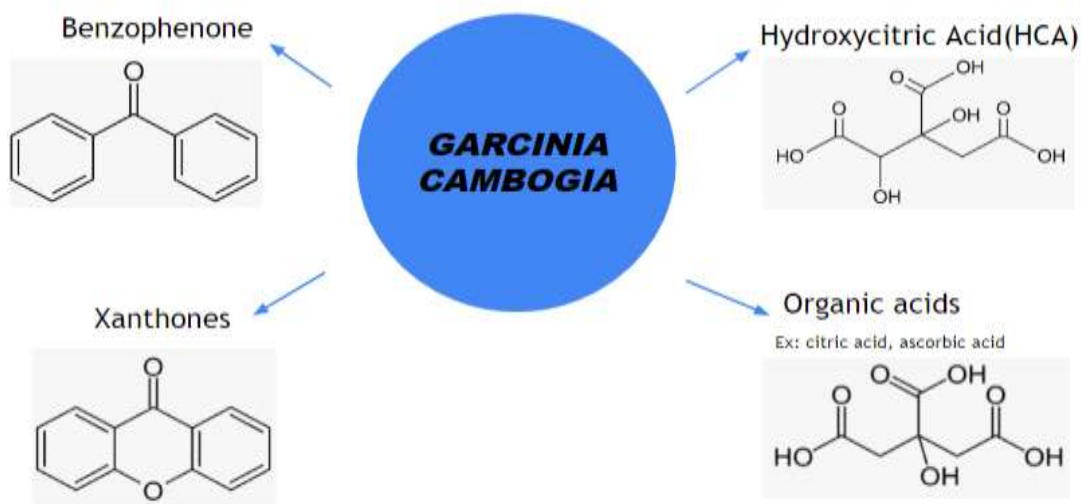 Benzophenone
O
Hydroxycitric Acid(HCA)
O
OH
O
OH
O
HO
OH
OH
GARCINIA
CAMBOGIA
Xanthones
O
O
Organic acids
Ex: citric acid, ascorbic acid
O
OH
O
O
HO
OH
OH